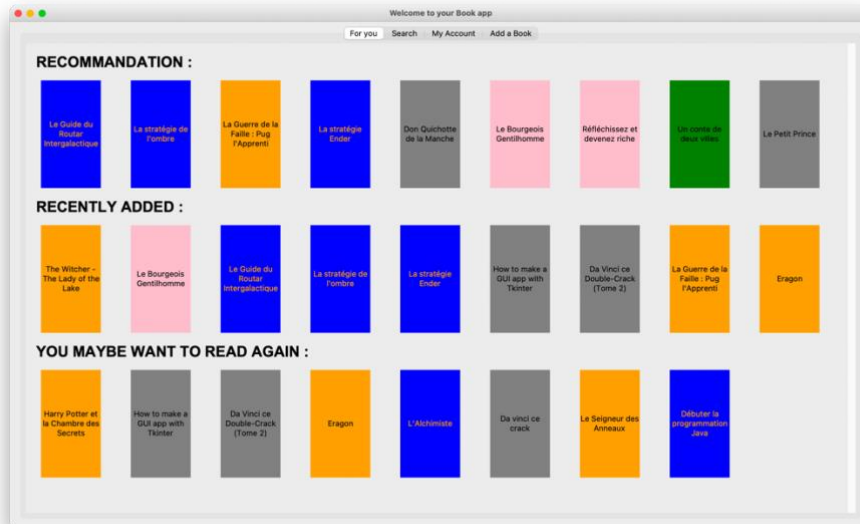 Welcome to your Book app
For you
Search
My Account
Add a Book
RECOMMANDATION :
Le Guide du
Routar
Intergalactique
La stratégie de
l'ombre
La Guerre de la
Faille : Pug
l'Apprenti
La stratégie
Ender
Don Quichotte
de la Manche
Le Bourgeois
Gentilhomme
Réfléchissez et
devenez riche
Un conte de
deux villes
Le Petit Prince
RECENTLY ADDED :
The Witcher -
The Lady of the
Lake
Le Bourgeois
Gentilhomme
Le Guide du
Routar
Intergalactique
La stratégie de
l'ombre
La stratégie
Ender
How to make a
GUI app with
Tkinter
Da Vinci ce
Double-Crack
(Tome 2)
La Guerre de la
Faille : Pug
l'Apprenti
Eragon
YOU MAYBE WANT TO READ AGAIN :
Harry Potter et
la Chambre des
Secrets
How to make a
GUI app with
Tkinter
Da Vinci ce
Double-Crack
(Tome 2)
Eragon
L'Alchimiste
Da vinci ce
crack
Le Seigneur des
Anneaux
Débuter la
programmation
Java